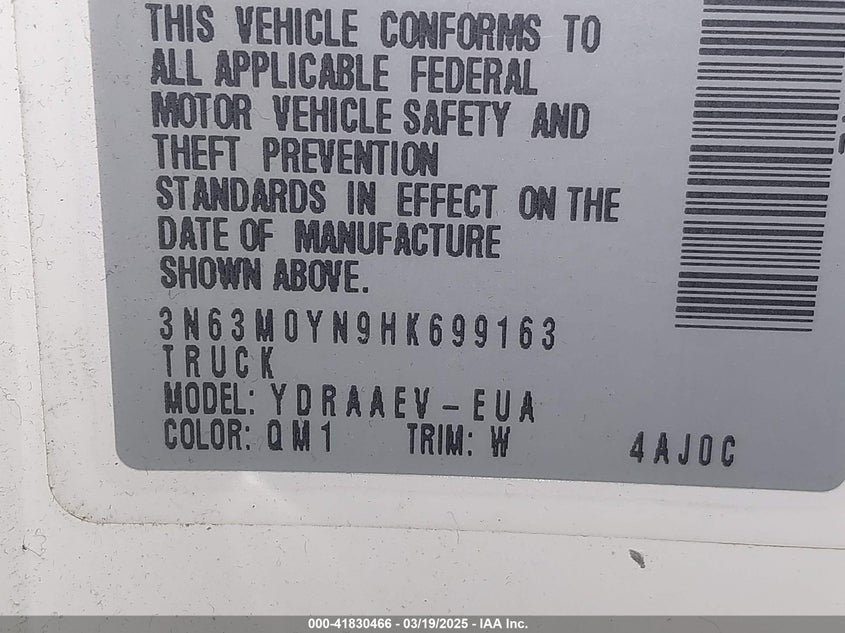 THIS VEHICLE CONFORMS TO
ALL APPLICABLE FEDERAL
MOTOR VEHICLE SAFETY AND
THEFT PREVENTION
STANDARDS IN EFFECT ON THE
DATE OF MANUFACTURE
SHOWN ABOVE.
3N63M0YN9HK699163
TRUCK
MODEL: YDRAAEV-EUA
COLOR: QM1 TRIM: W 4AJ0C
000-41830466 - 03/19/2025 - IAA Inc.